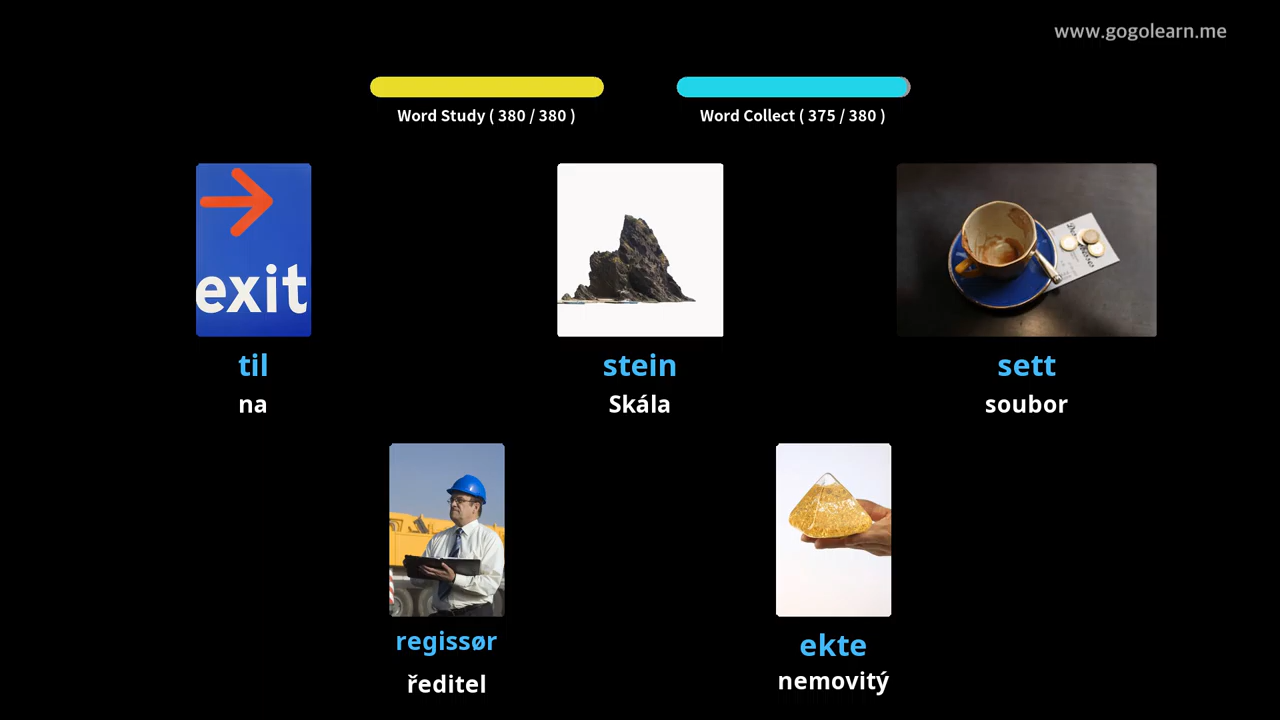 www.gogolearn.me
Word Study ( 380 / 380 )
Word Collect ( 375 / 380 )
exit
til
na
stein
Skála
sett
soubor
regissør
ředitel
ekte
nemovitý